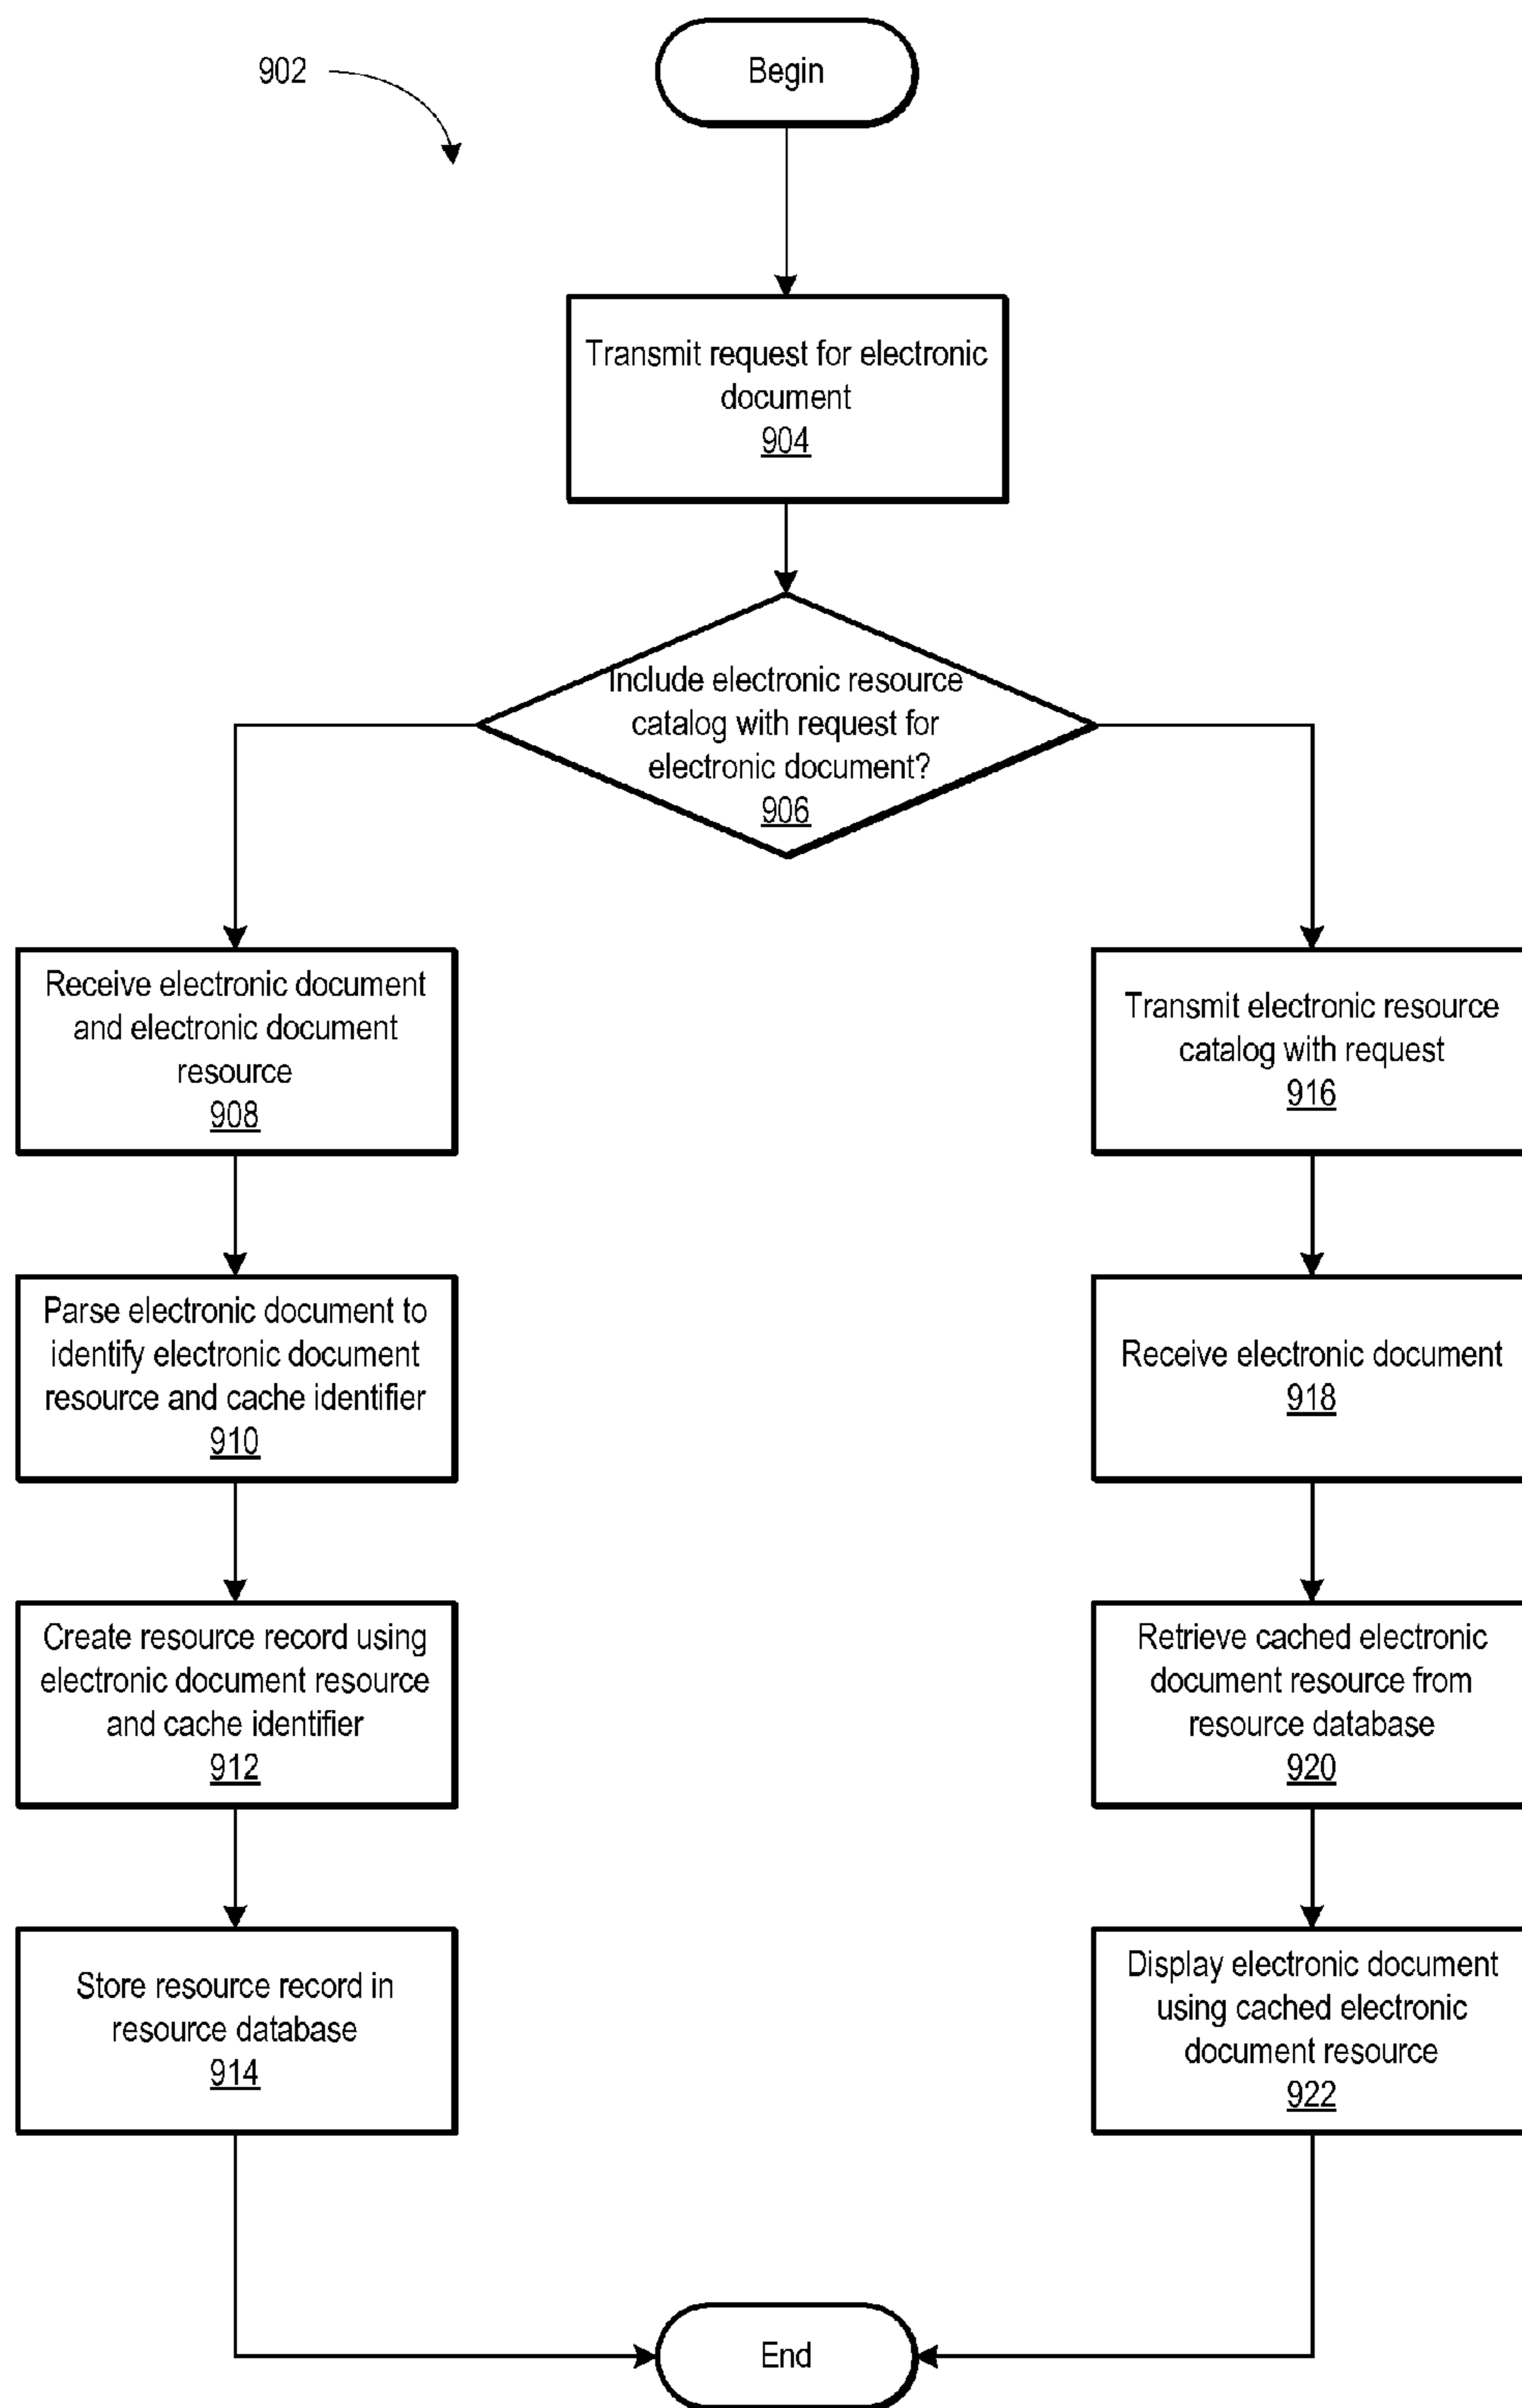 902
Begin
Transmit request for electronic
document
904
Include electronic resource
catalog with request for
electronic document?
906
Receive electronic document
and electronic document
resource
908
Parse electronic document to
identify electronic document
resource and cache identifier
910
Create resource record using
electronic document resource
and cache identifier
912
Store resource record in
resource database
914
Transmit electronic resource
catalog with request
916
Receive electronic document
918
Retrieve cached electronic
document resource from
resource database
920
Display electronic document
using cached electronic
document resource
922
End